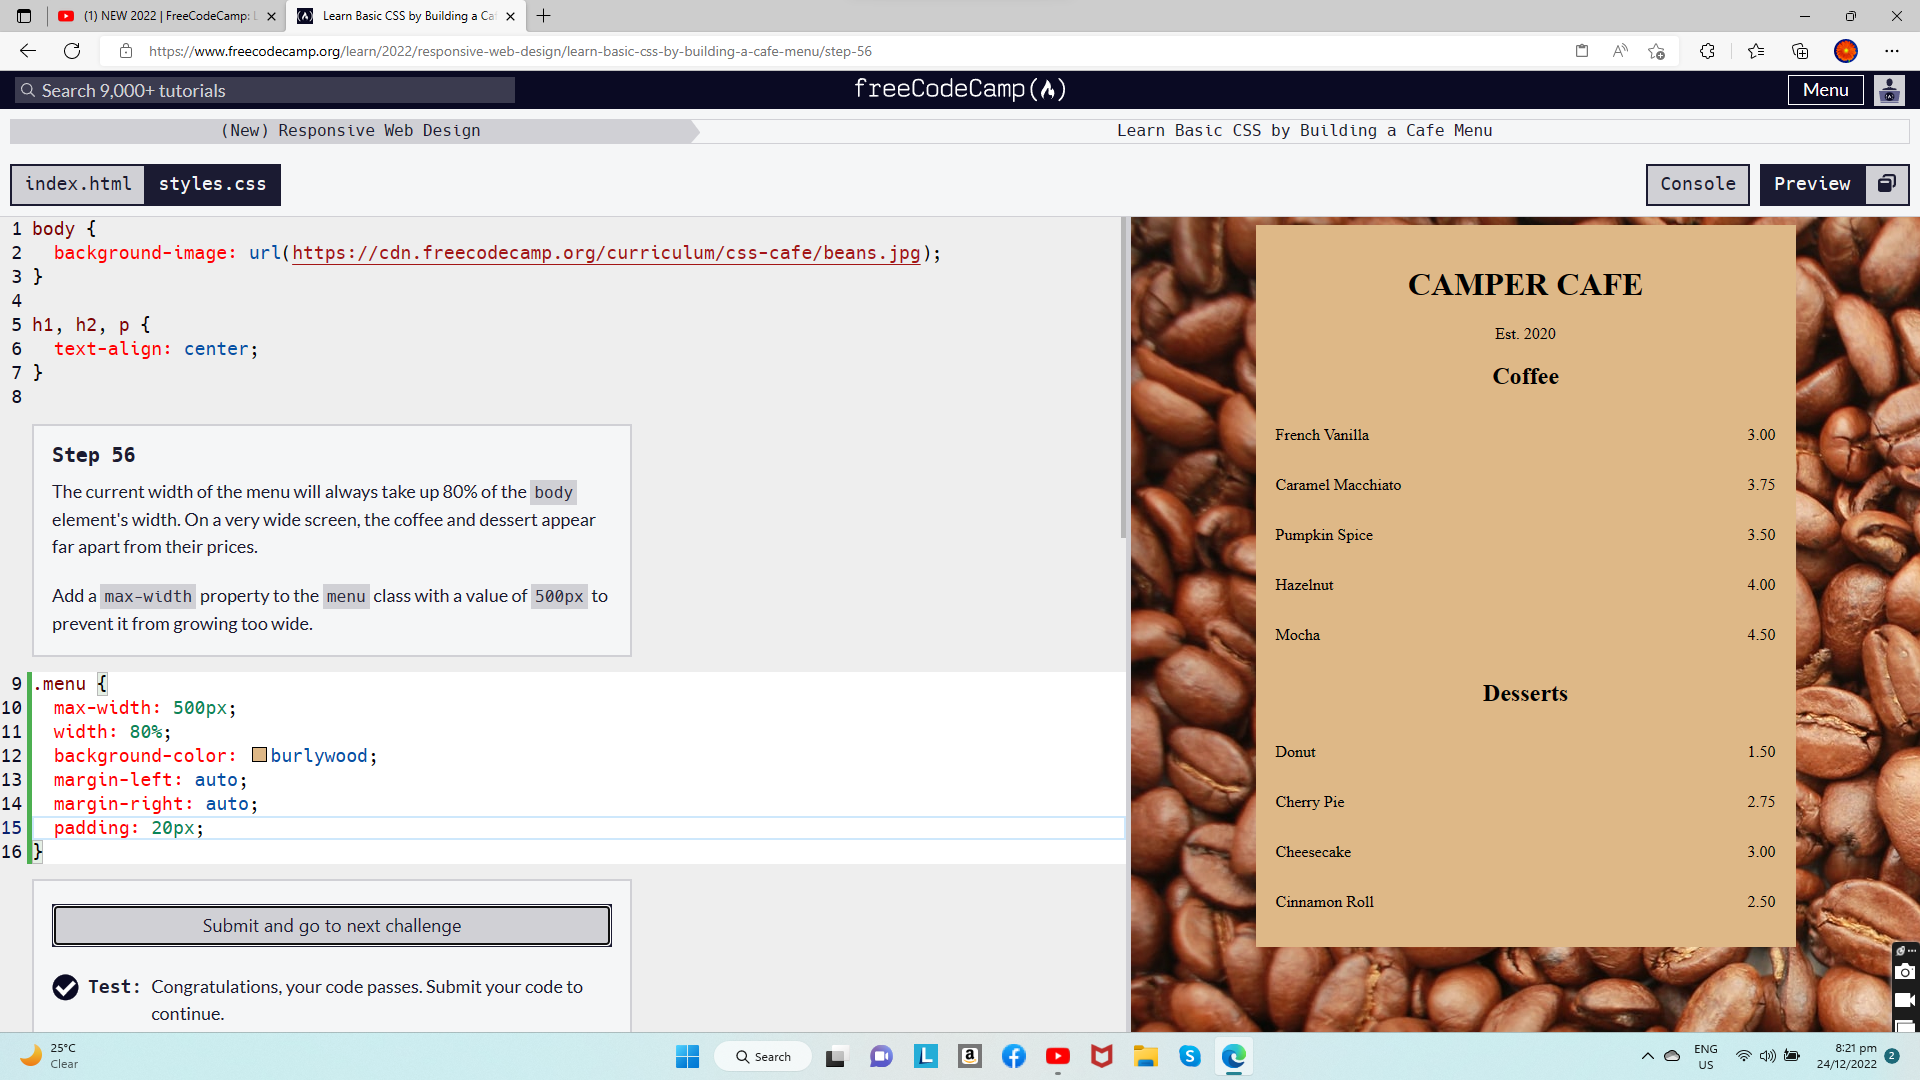 (1) NEW 2022 | FreeCodeCamp:
Learn Basic CSS by Building a Caf
https://www.freecodecamp.org/learn/2022/responsive-web-design/learn-basic-css-by-building-a-cafe-menu/step-56
Search 9,000+ tutorials
freeCodeCamp
Menu
(New) Responsive Web Design
Learn Basic CSS by Building a Cafe Menu
index.html
styles.css
Console
Preview
1 body {
2 background-image: url(https://cdn.freecodecamp.org/curriculum/css-cafe/beans.jpg);
3 }
4
5 h1, h2, p {
6 text-align: center;
7 }
8
Step 56
The current width of the menu will always take up 80% of the body
element's width. On a very wide screen, the coffee and dessert appear
far apart from their prices.
Add a max-width property to the menu class with a value of 500px to
prevent it from growing too wide.
9 .menu {
10 max-width: 500px;
11 width: 80%;
12 background-color: burlywood;
13 margin-left: auto;
14 margin-right: auto;
15 padding: 20px;
16 }
Submit and go to next challenge
Test: Congratulations, your code passes. Submit your code to
continue.
CAMPER CAFE
Est. 2020
Coffee
French Vanilla 3.00
Caramel Macchiato 3.75
Pumpkin Spice 3.50
Hazelnut 4.00
Mocha 4.50
Desserts
Donut 1.50
Cherry Pie 2.75
Cheesecake 3.00
Cinnamon Roll 2.50
25°C
Clear
Search
L
a
S
ENG
US
8:21 pm
24/12/2022
2